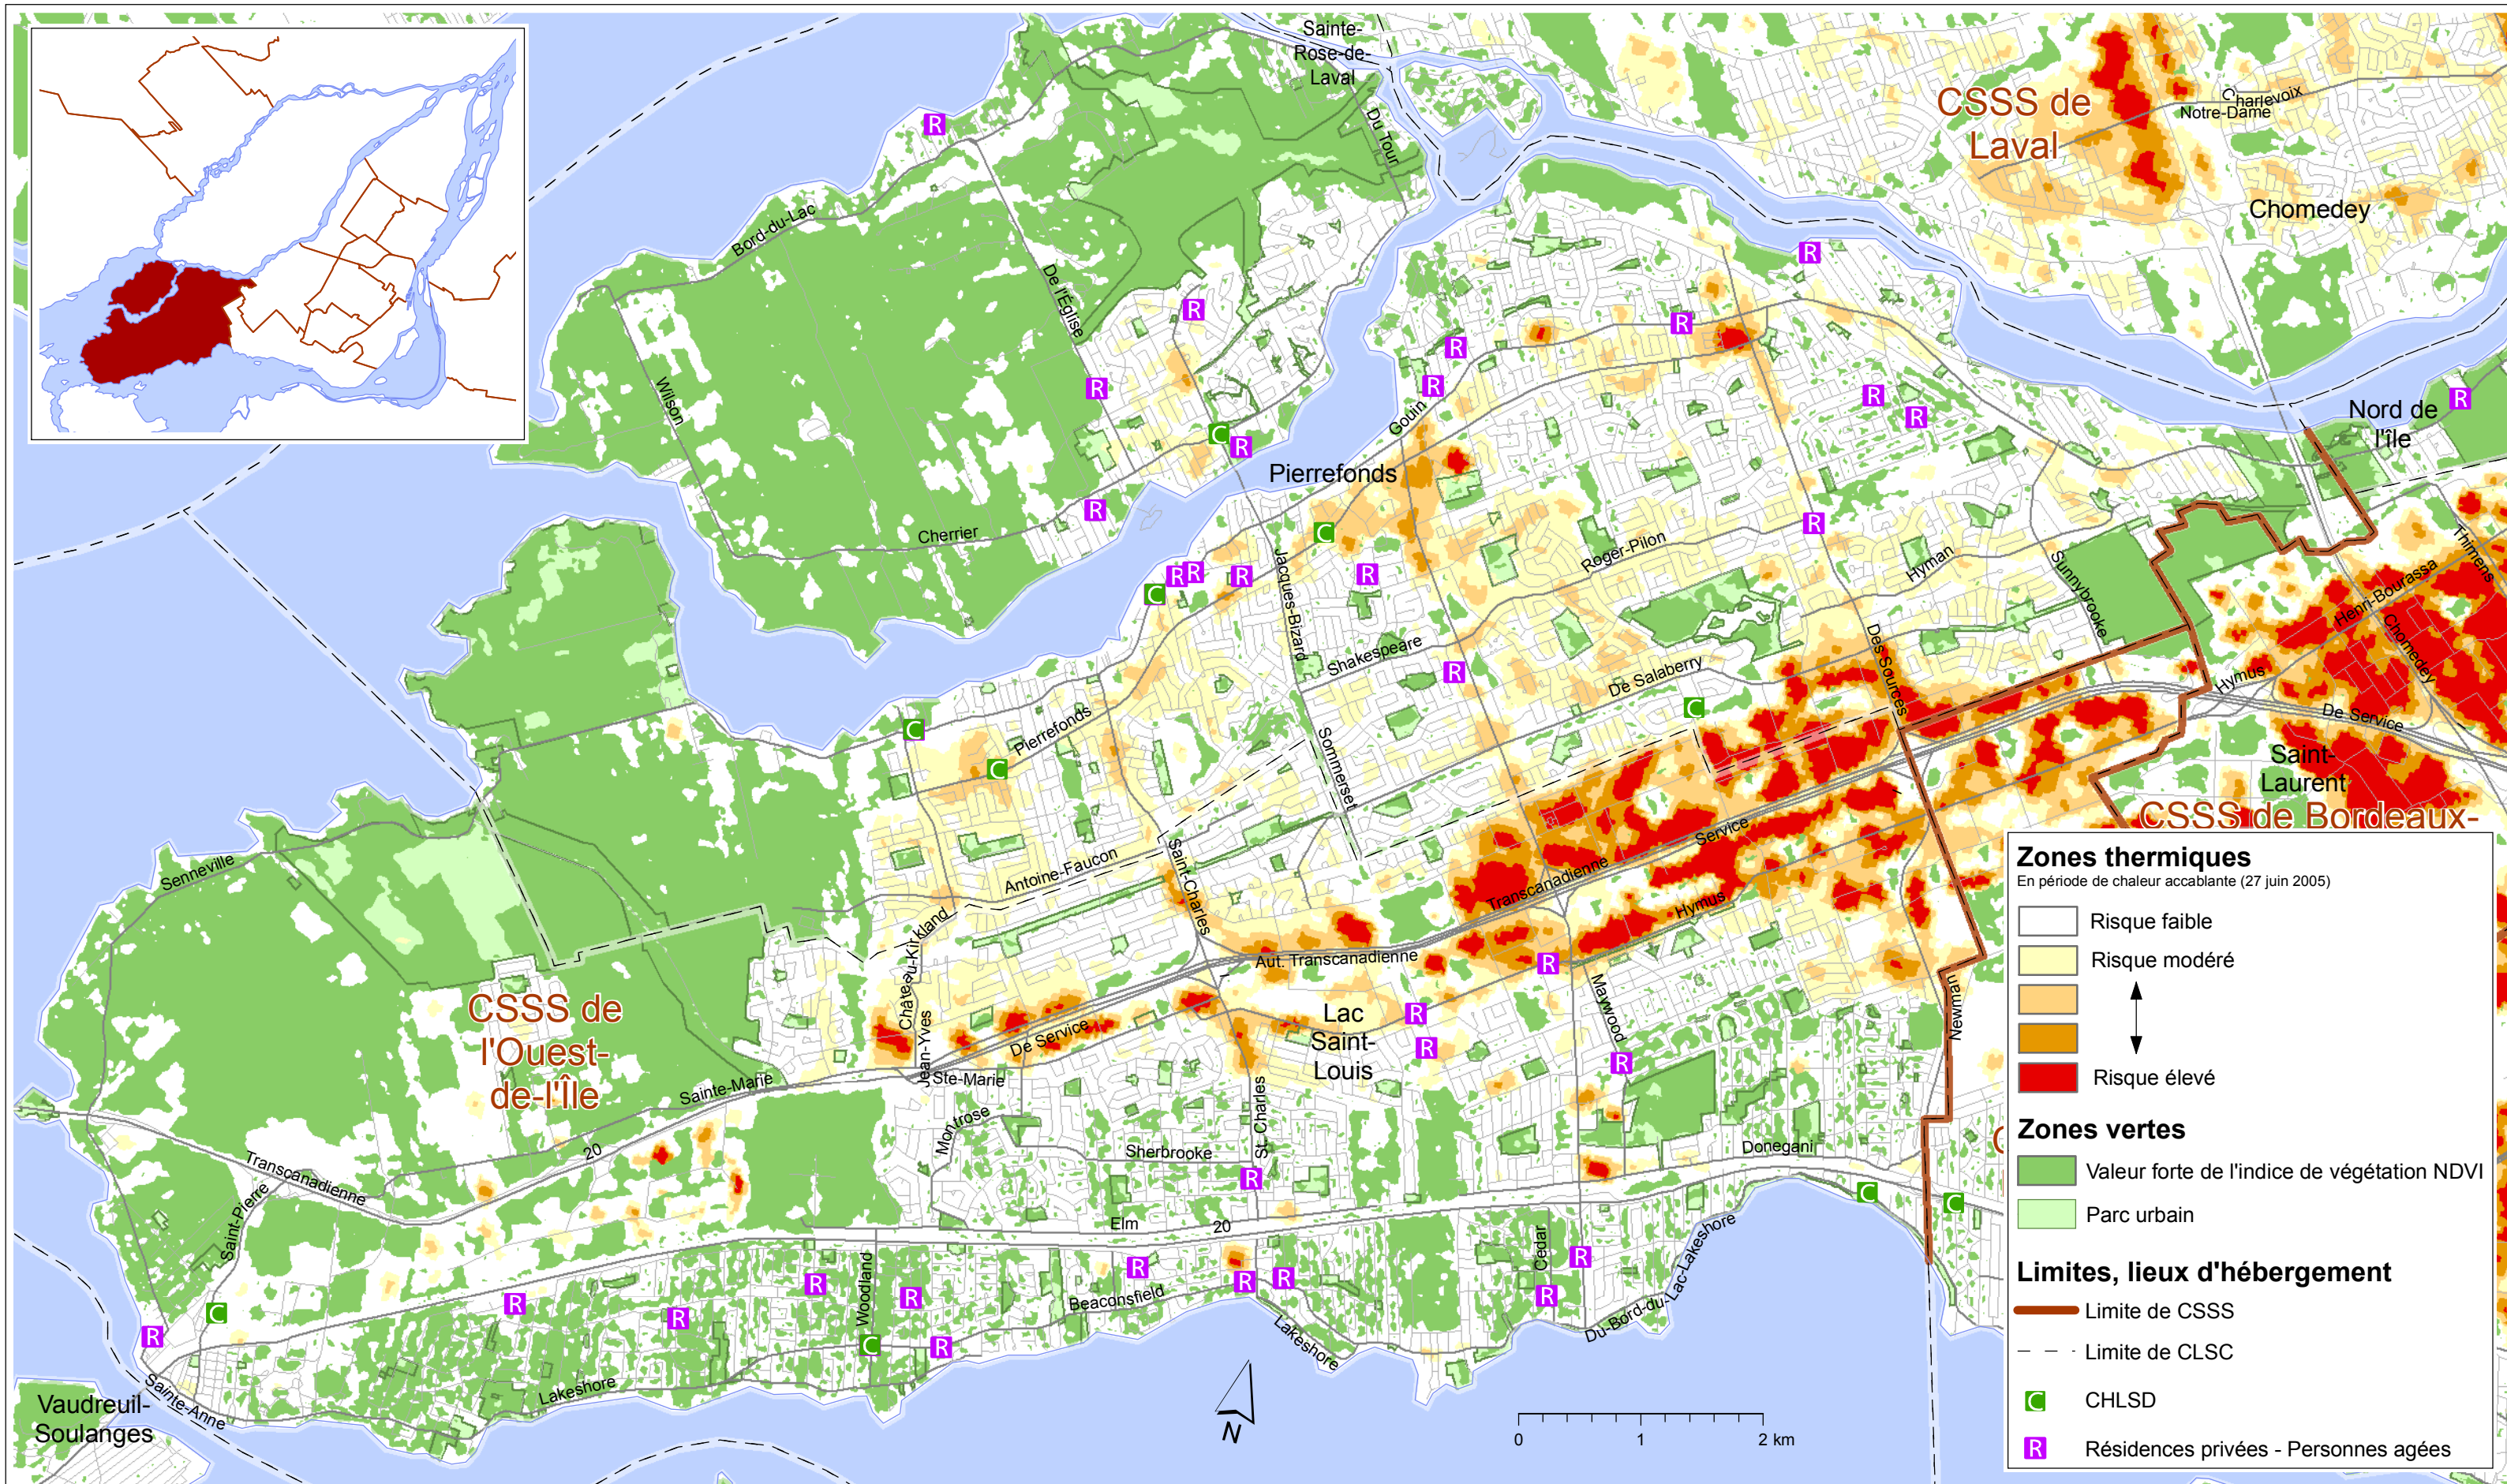 Sainte-
Rose-de-
Laval
CSSS de
Laval
Charlevoix
Notre-Dame
Chomedey
Du Tour
Bord-du-Lac
De l'Église
Wilson
Cherrier
Gouin
Pierrefonds
Nord de
l'île
Thimens
Henri-Bourassa
Chomedey
Hymus
De Service
Saint-
Laurent
CSSS de Bordeaux-
Roger-Pilon
Hyman
Sunnybrooke
Jacques-Bizard
Shakespeare
De Salaberry
Des Sources
Pierrefonds
Sommerset
Antoine-Faucon
Saint-Charles
Service
Transcanadienne
Hymus
Aut. Transcanadienne
Senneville
Château-Kirkland
Jean-Yves
De Service
Lac
Saint-
Louis
Maywood
Newman
CSSS de
l'Ouest-
de-l'Île
Sainte-Marie
Ste-Marie
Montrose
Sherbrooke
St. Charles
Donegani
20
Transcanadienne
Saint-Pierre
Elm
20
Cedar
Woodland
Beaconsfield
Lakeshore
Du-Bord-du-Lac-Lakeshore
Lakeshore
Sainte-Anne
Vaudreuil-
Soulanges
N
0 1 2 km
Zones thermiques
En période de chaleur accablante (27 juin 2005)
Risque faible
Risque modéré
Risque élevé
Zones vertes
Valeur forte de l'indice de végétation NDVI
Parc urbain
Limites, lieux d'hébergement
Limite de CSSS
Limite de CLSC
C CHLSD
R Résidences privées - Personnes agées